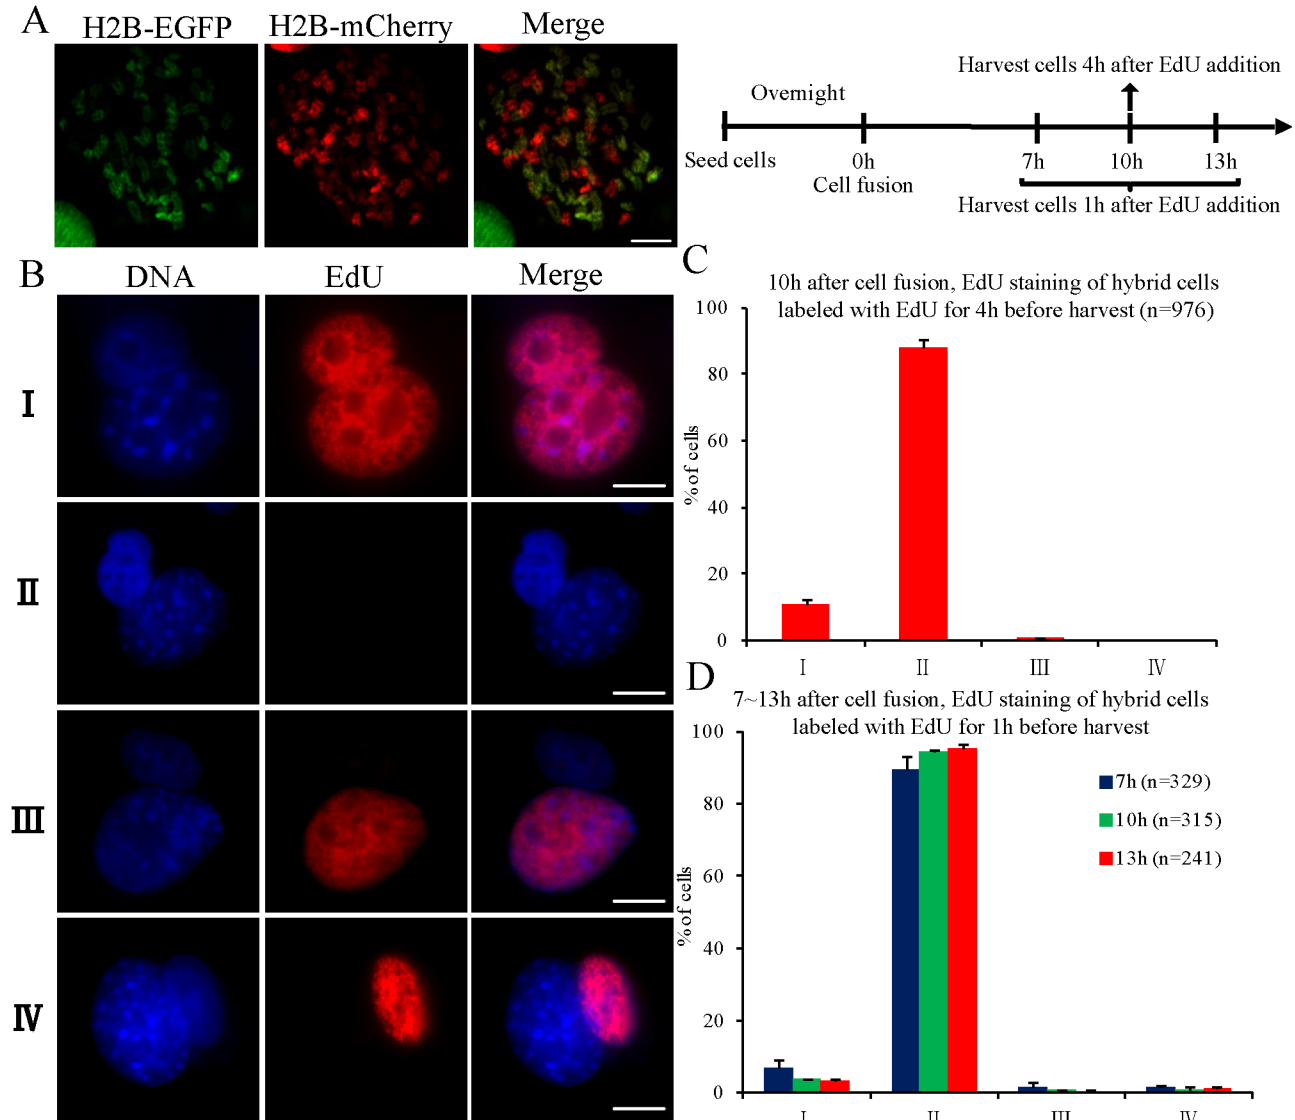 A
H2B-EGFP
H2B-mCherry
Merge
Harvest cells 4h after EdU addition
Overnight
Seed cells
0h
7h
10h
13h
Cell fusion
Harvest cells 1h after EdU addition
B
DNA
EdU
Merge
I
II
III
IV
C
10h after cell fusion, EdU staining of hybrid cells
labeled with EdU for 4h before harvest (n=976)
100
80
60
40
20
0
% of cells
I
II
III
IV
D
7~13h after cell fusion, EdU staining of hybrid cells
labeled with EdU for 1h before harvest
100
80
60
40
20
0
% of cells
7h (n=329)
10h (n=315)
13h (n=241)
I
II
III
IV